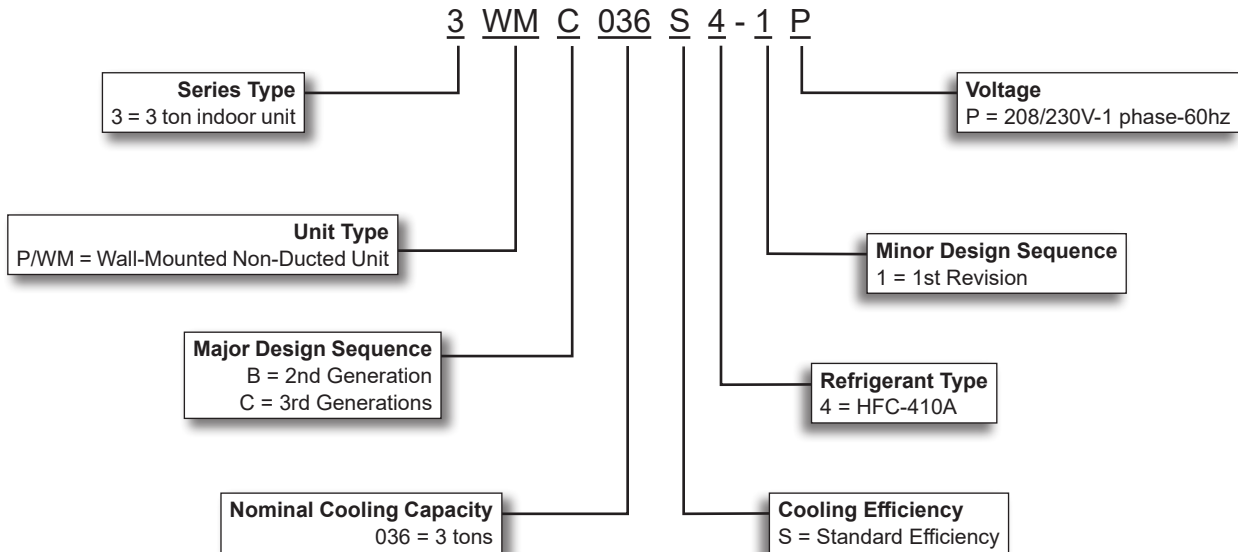 3 WM C 036 S 4 - 1 P
Series Type
3 = 3 ton indoor unit
Voltage
P = 208/230V-1 phase-60hz
Unit Type
P/WM = Wall-Mounted Non-Ducted Unit
Minor Design Sequence
1 = 1st Revision
Major Design Sequence
B = 2nd Generation
C = 3rd Generations
Refrigerant Type
4 = HFC-410A
Nominal Cooling Capacity
036 = 3 tons
Cooling Efficiency
S = Standard Efficiency